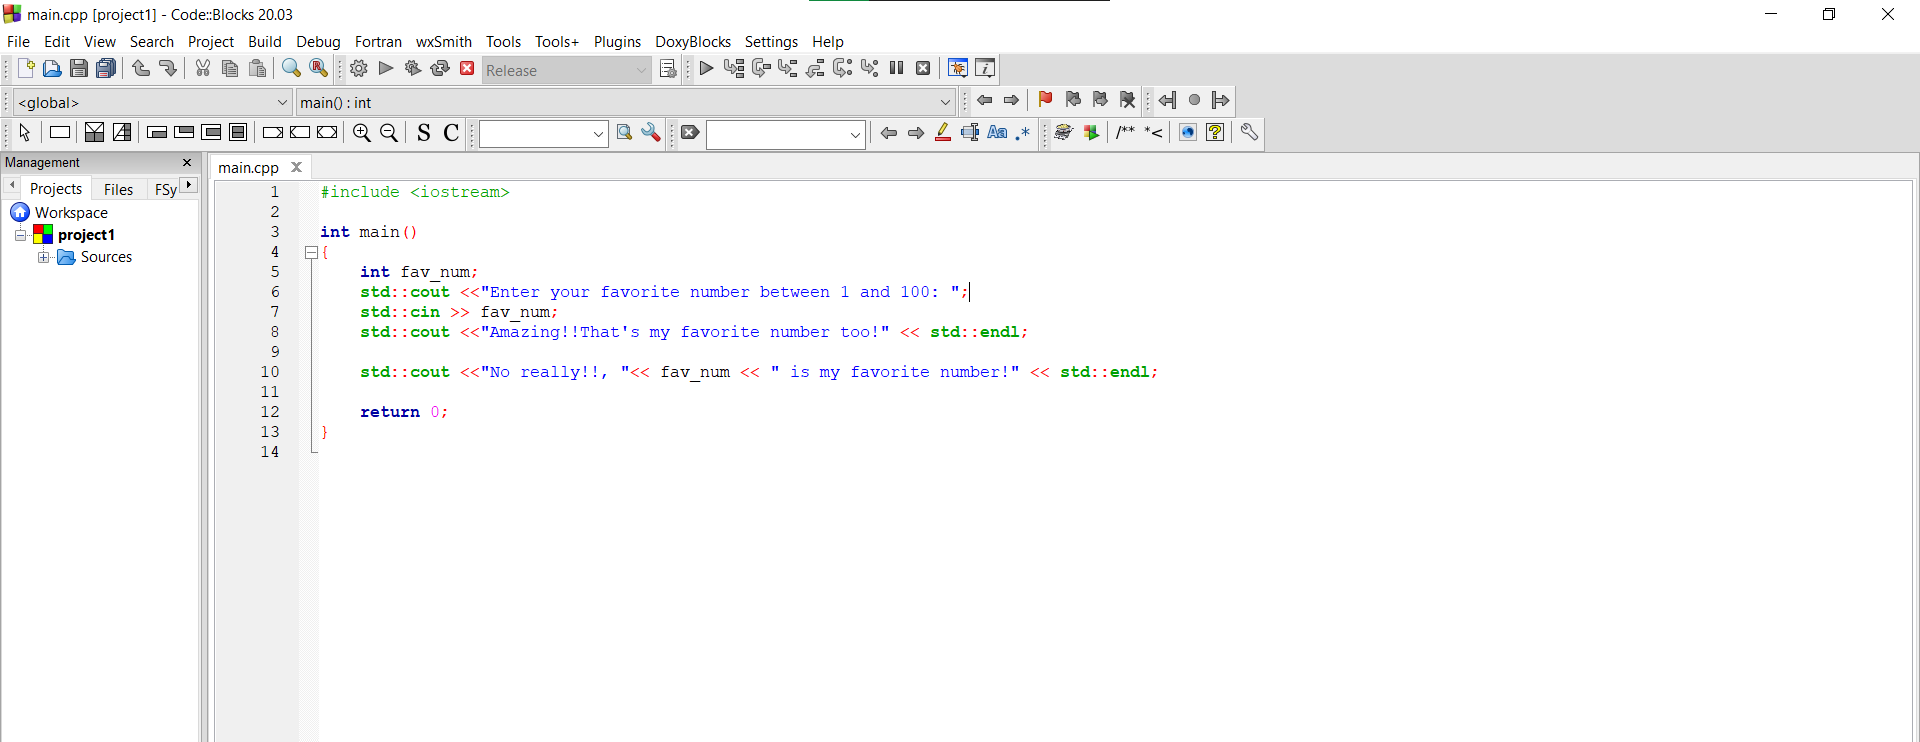 main.cpp [project1] - Code::Blocks 20.03
File Edit View Search Project Build Debug Fortran wxSmith Tools Tools+ Plugins DoxyBlocks Settings Help
Release
<global> main() : int
S C Aa .* /** *<
Management
Projects Files FSy
Workspace
project1
Sources
main.cpp
1 #include <iostream>
2
3 int main()
4 {
5 int fav_num;
6 std::cout <<"Enter your favorite number between 1 and 100: ";
7 std::cin >> fav_num;
8 std::cout <<"Amazing!!That's my favorite number too!" << std::endl;
9
10 std::cout <<"No really!!, "<< fav_num << " is my favorite number!" << std::endl;
11
12 return 0;
13 }
14